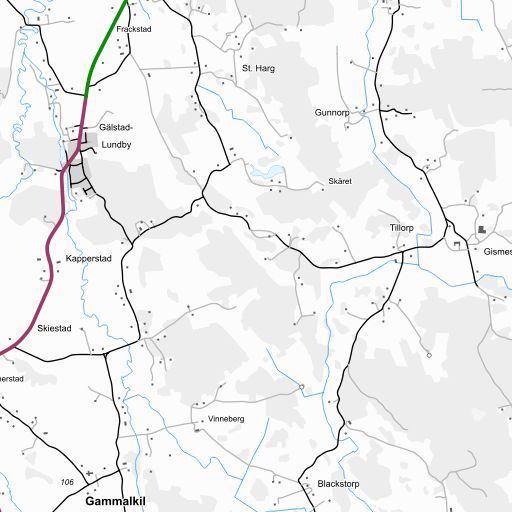 Frackstad
St. Harg
Gunnorp
Gälstad-
Lundby
Skäret
Tillorp
Gismes
Kapperstad
Skiestad
nerstad
Vinneberg
106
Blackstorp
Gammalkil